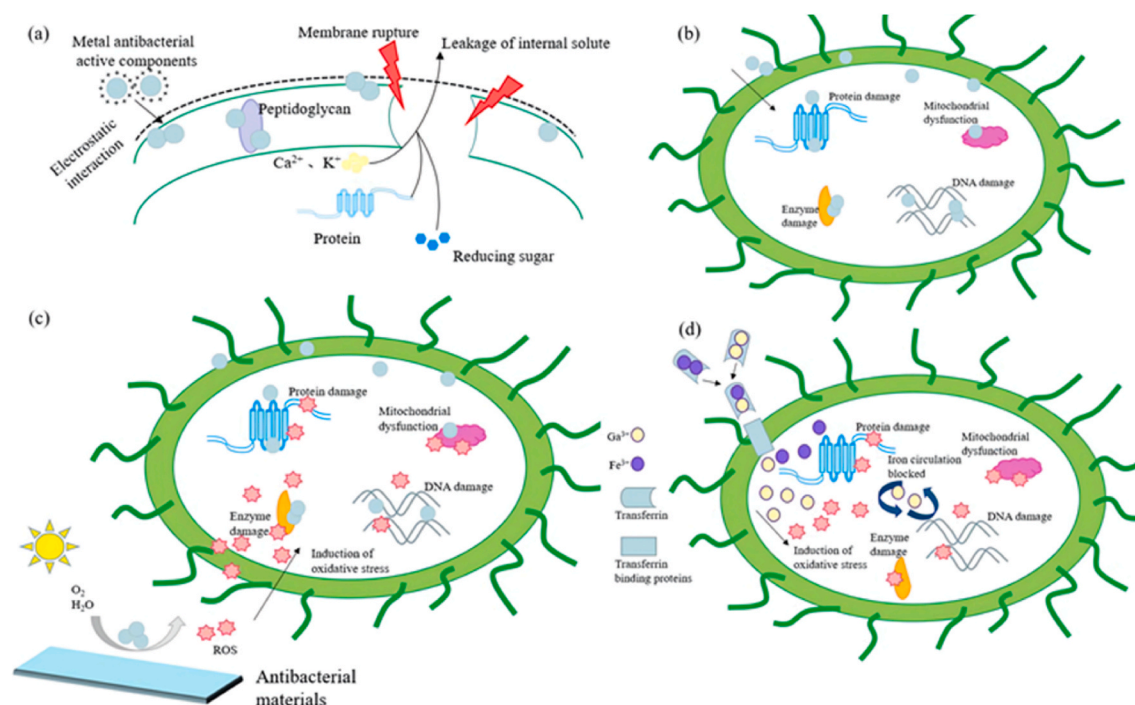 (a)
Metal antibacterial
active components
Membrane rupture
Leakage of internal solute
Peptidoglycan
Electrostatic
interaction
Ca²⁺ 、 K⁺
Protein
Reducing sugar
(b)
Protein damage
Mitochondrial
dysfunction
DNA damage
Enzyme
damage
(c)
Protein damage
Mitochondrial
dysfunction
DNA damage
Enzyme
damage
Induction of
oxidative stress
O₂
H₂O
ROS
Antibacterial
materials
(d)
Ga³⁺
Fe³⁺
Transferrin
Transferrin
binding proteins
Protein damage
Mitochondrial
dysfunction
Iron circulation
blocked
DNA damage
Enzyme
damage
Induction of
oxidative stress